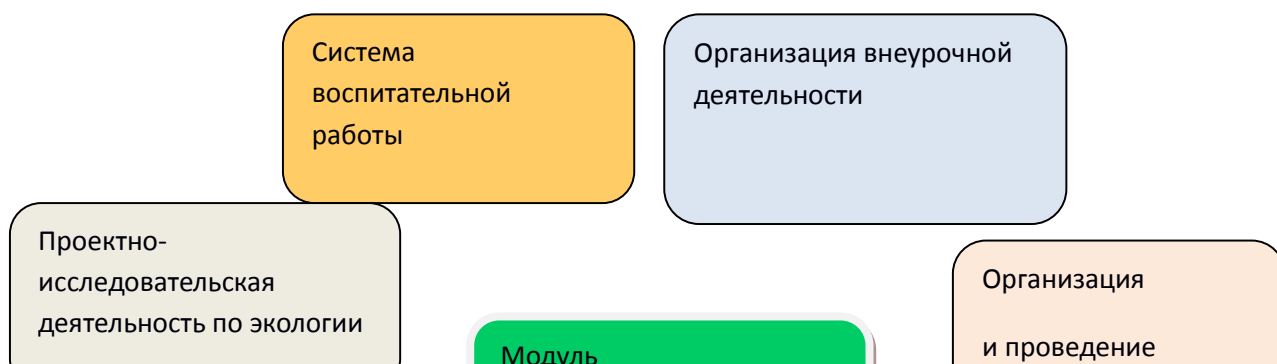 Система
воспитательной
работы
Организация внеурочной
деятельности
Проектно-
исследовательская
деятельность по экологии
Организация
и проведение
Модуль